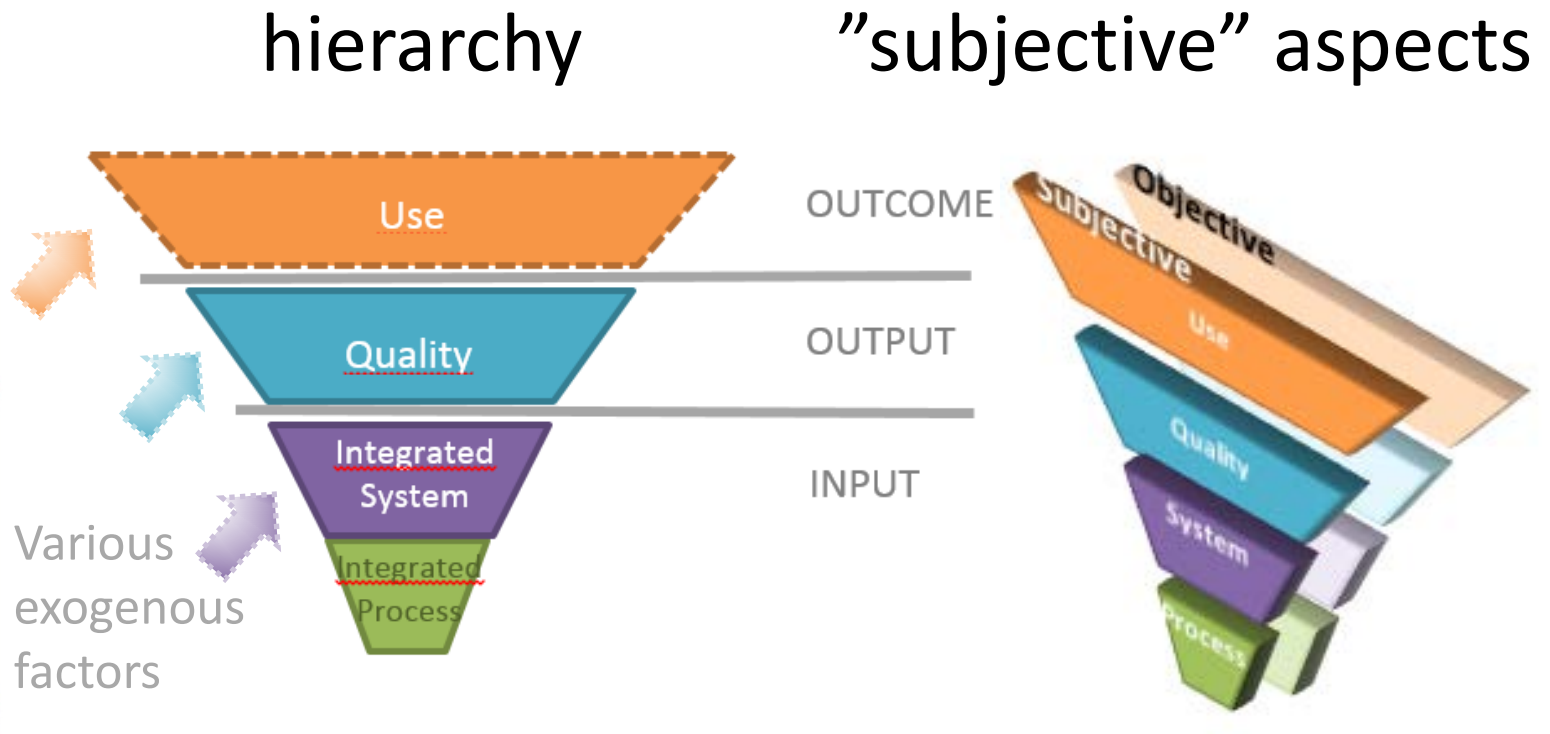 hierarchy
”subjective” aspects
Use
OUTCOME
Quality
OUTPUT
Integrated
System
INPUT
Integrated
Process
Various
exogenous
factors
Objective
Subjective
Use
Quality
System
Process